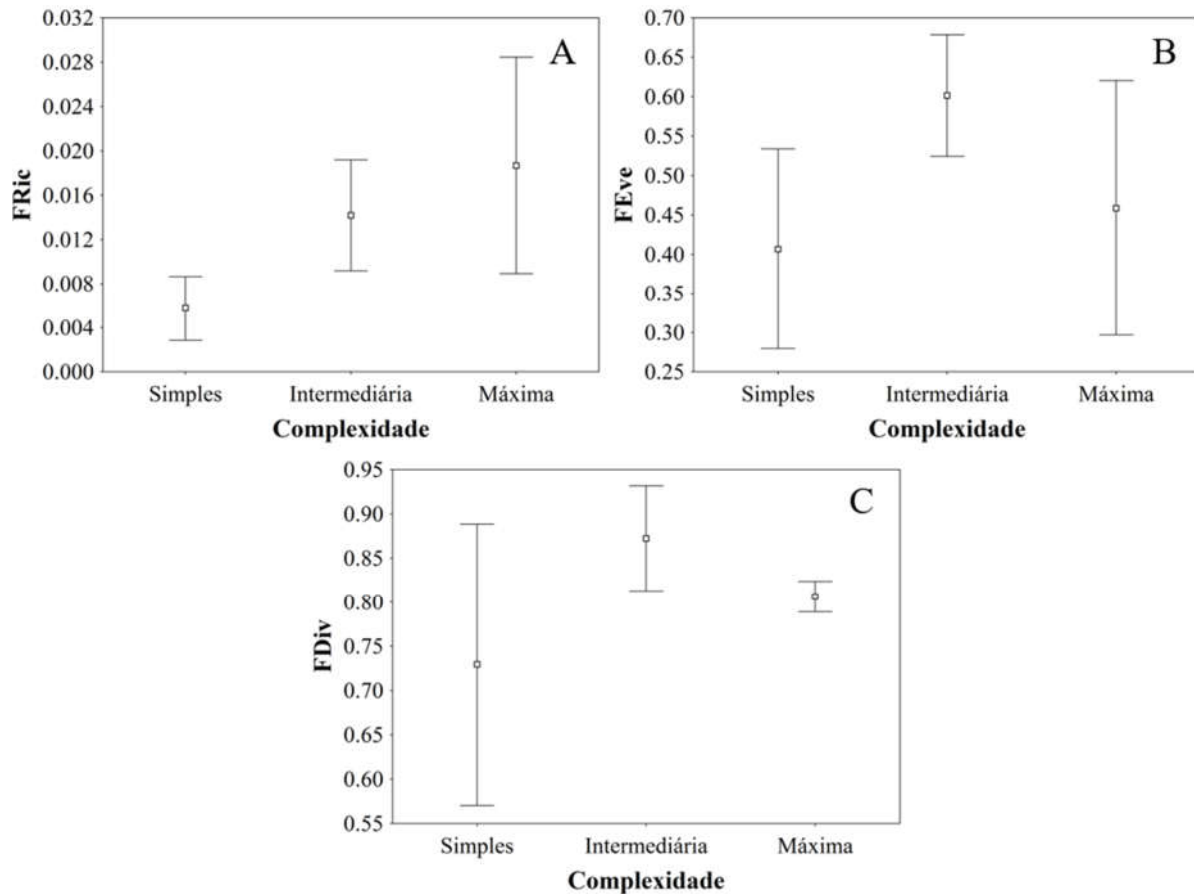 A
0.032
0.028
0.024
0.020
0.016
0.012
0.008
0.004
0.000
FRic
Simples Intermediária Máxima
Complexidade
B
0.70
0.65
0.60
0.55
0.50
0.45
0.40
0.35
0.30
0.25
FEve
Simples Intermediária Máxima
Complexidade
C
0.95
0.90
0.85
0.80
0.75
0.70
0.65
0.60
0.55
FDiv
Simples Intermediária Máxima
Complexidade